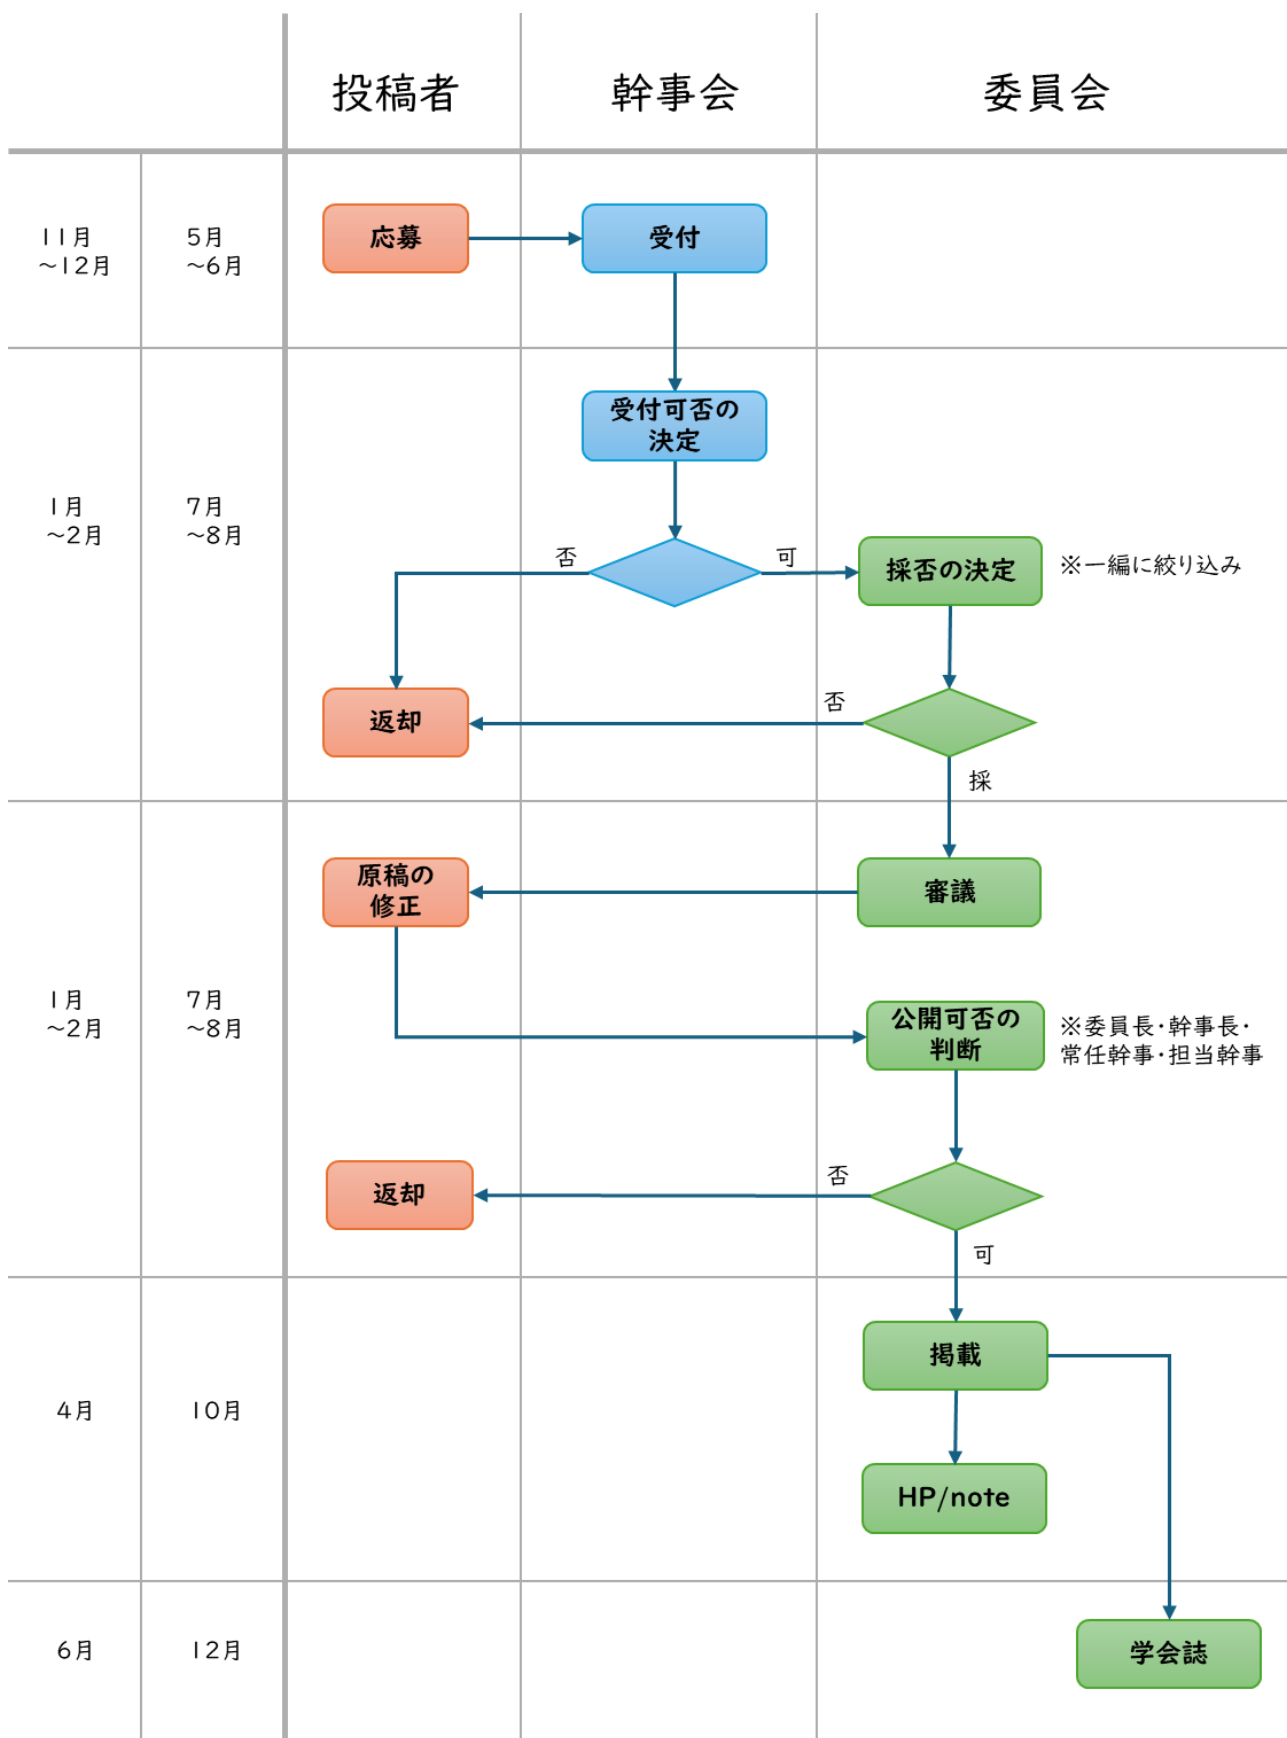 投稿者
幹事会
委員会
11月
~12月
5月
~6月
応募
受付
受付可否の
決定
1月
~2月
7月
~8月
否
可
採否の決定
※一編に絞り込み
返却
否
採
原稿の
修正
審議
1月
~2月
7月
~8月
公開可否の
判断
※委員長・幹事長・
常任幹事・担当幹事
返却
否
可
掲載
4月
10月
HP/note
6月
12月
学会誌